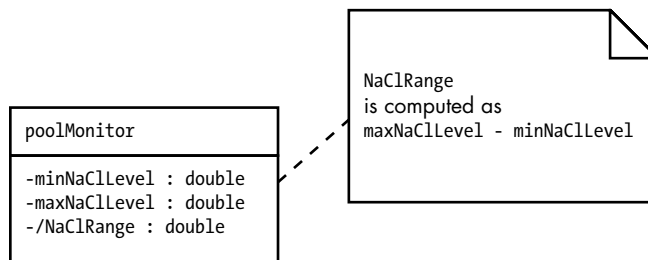 poolMonitor
-minNaClLevel : double
-maxNaClLevel : double
-/NaClRange : double
NaClRange
is computed as
maxNaClLevel - minNaClLevel